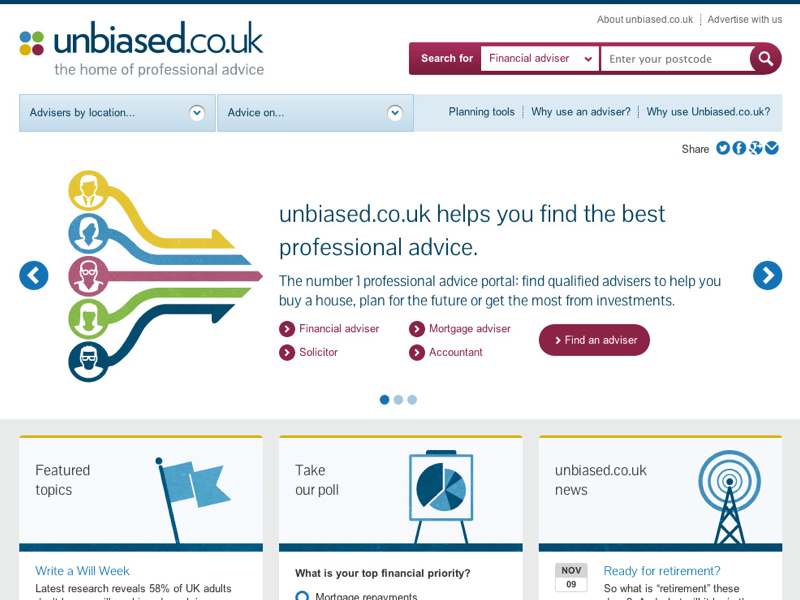 About unbiased.co.uk
Advertise with us
unbiased.co.uk
the home of professional advice
Search for
Financial adviser
Enter your postcode
Advisers by location...
Advice on...
Planning tools
Why use an adviser?
Why use Unbiased.co.uk?
Share
unbiased.co.uk helps you find the best
professional advice.
The number 1 professional advice portal: find qualified advisers to help you
buy a house, plan for the future or get the most from investments.
Financial adviser
Mortgage adviser
Solicitor
Accountant
Find an adviser
Featured
topics
Take
our poll
unbiased.co.uk
news
Write a Will Week
Latest research reveals 58% of UK adults
What is your top financial priority?
Mortgage repayments
NOV
09
Ready for retirement?
So what is “retirement” these